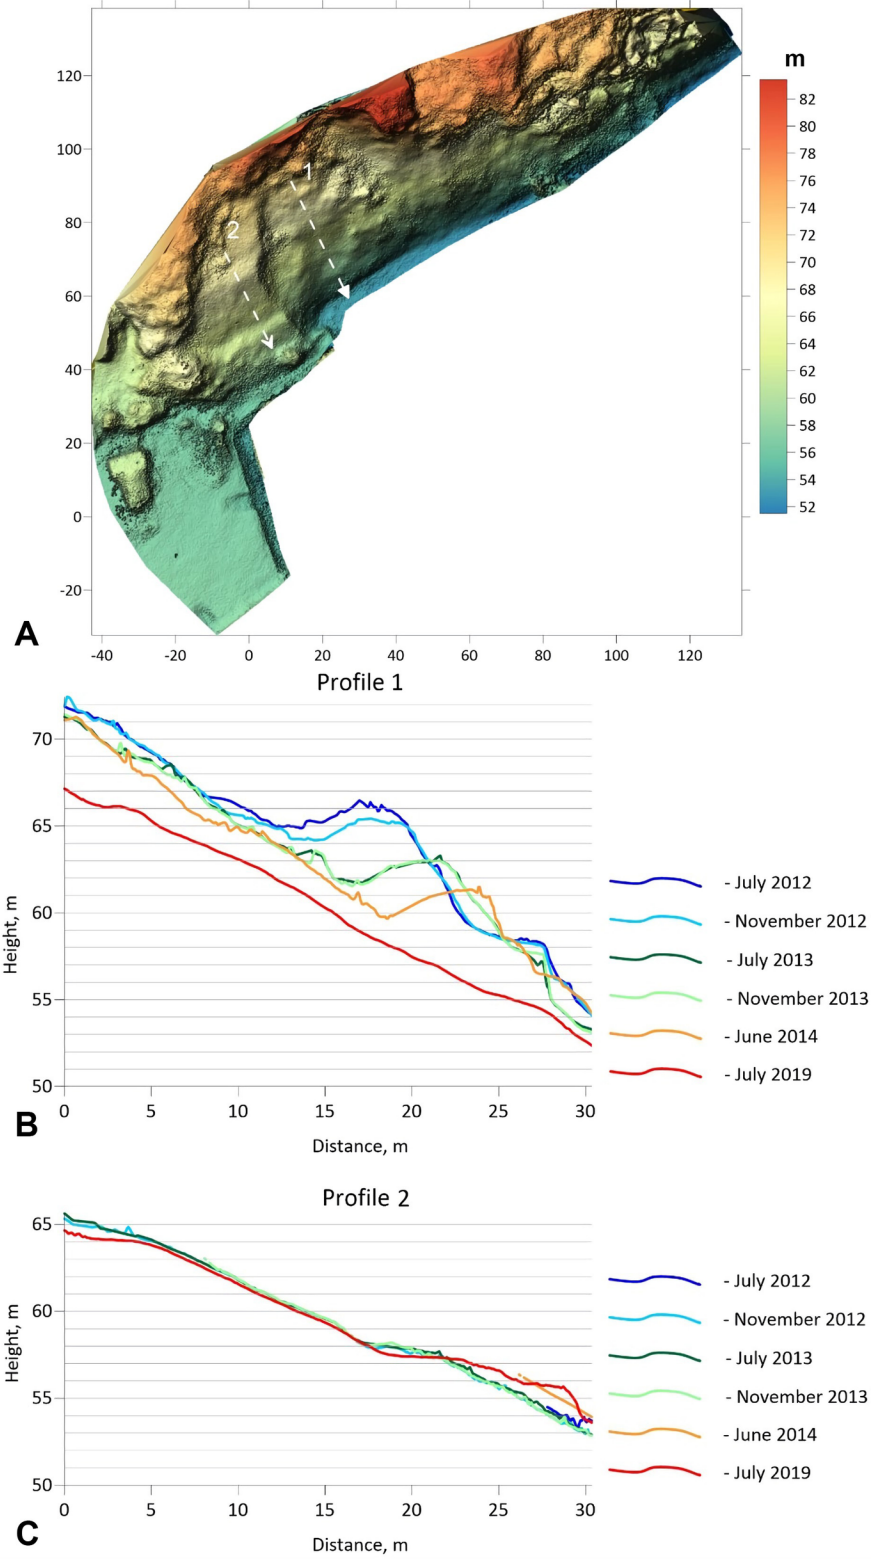 m
120
100
80
60
40
20
0
-20
82
80
78
76
74
72
70
68
66
64
62
60
58
56
54
52
1
2
A
-40 -20 0 20 40 60 80 100 120
Profile 1
70
65
60
55
50
Height, m
0 5 10 15 20 25 30
B
Distance, m
- July 2012
- November 2012
- July 2013
- November 2013
- June 2014
- July 2019
Profile 2
65
60
55
50
Height, m
0 5 10 15 20 25 30
C
Distance, m
- July 2012
- November 2012
- July 2013
- November 2013
- June 2014
- July 2019